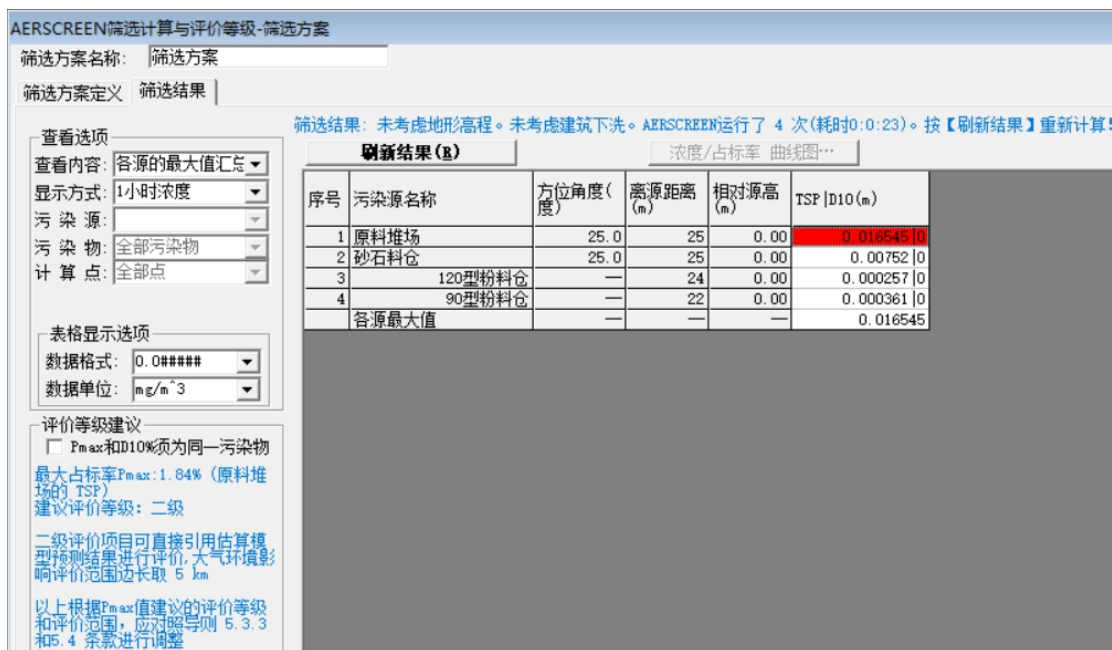 AERSCREEN筛选计算与评价等级-筛选方案
筛选方案名称: 筛选方案
筛选方案定义 筛选结果
筛选结果: 未考虑地形高程。未考虑建筑下洗。AERSCREEN运行了 4 次(耗时0:0:23)。按【刷新结果】重新计算!
查看选项
查看内容: 各源的最大值汇总
显示方式: 1小时浓度
污 染 源:
污 染 物: 全部污染物
计 算 点: 全部点
刷新结果(R) 浓度/占标率 曲线图…
序号 污染源名称 方位角度(度) 离源距离(m) 相对源高(m) TSP|D10(m)
1 原料堆场 25.0 25 0.00 0.016545|0
2 砂石料仓 25.0 25 0.00 0.00752|0
3 120型粉料仓 — 24 0.00 0.000257|0
4 90型粉料仓 — 22 0.00 0.000361|0
各源最大值 — — — 0.016545
表格显示选项
数据格式: 0.0#####
数据单位: mg/m^3
评价等级建议
Pmax和D10%须为同一污染物
最大占标率Pmax:1.84% (原料堆
场的 TSP)
建议评价等级: 二级
二级评价项目可直接引用估算模
型预测结果进行评价,大气环境影
响评价范围边长取 5 km
以上根据Pmax值建议的评价等级
和评价范围, 应对照导则 5.3.3
和5.4 条款进行调整